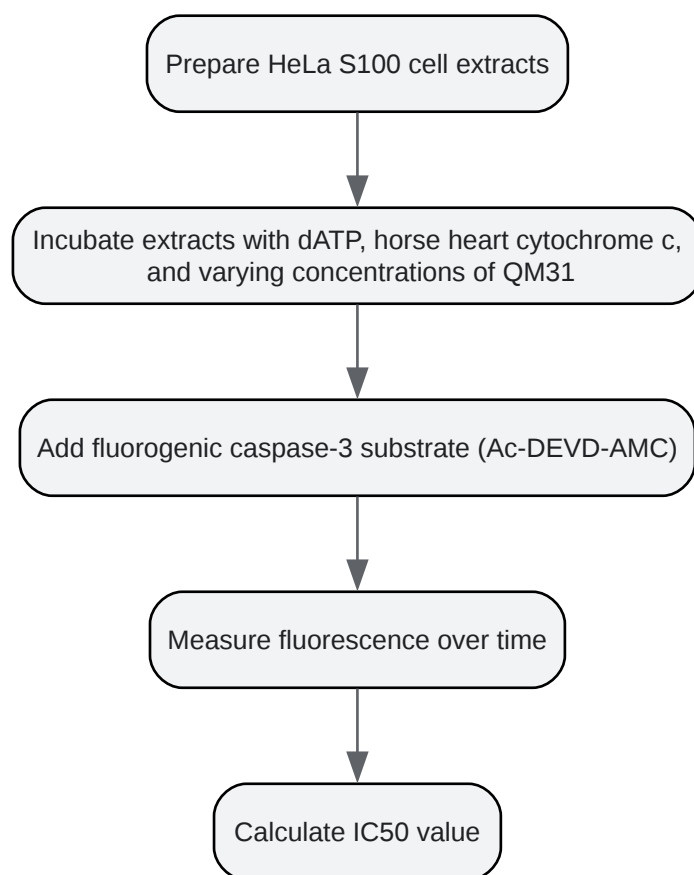 Prepare HeLa S100 cell extracts
Incubate extracts with dATP, horse heart cytochrome c,
and varying concentrations of QM31
Add fluorogenic caspase-3 substrate (Ac-DEVD-AMC)
Measure fluorescence over time
Calculate IC50 value